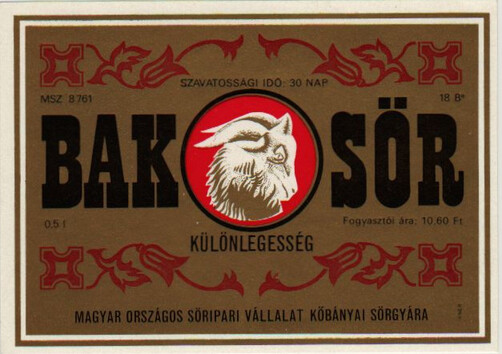 SZAVATOSSÁGI IDŐ: 30 NAP
MSZ 8761
18 B°
BAK SÖR
0,5 l
Fogyasztói ára: 10,60 Ft
KÜLÖNLEGESSÉG
MAGYAR ORSZÁGOS SÖRIPARI VÁLLALAT KŐBÁNYAI SÖRGYÁRA